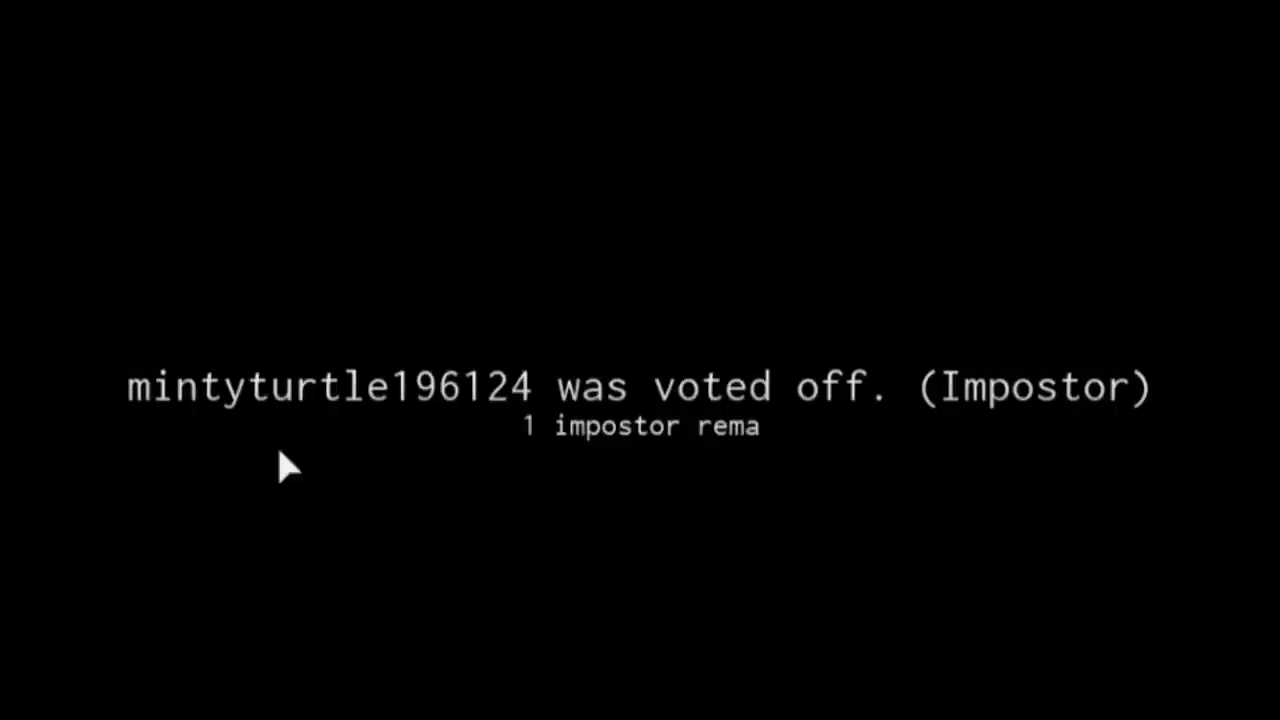 mintyturtle196124 was voted off. (Impostor)
1 impostor rema